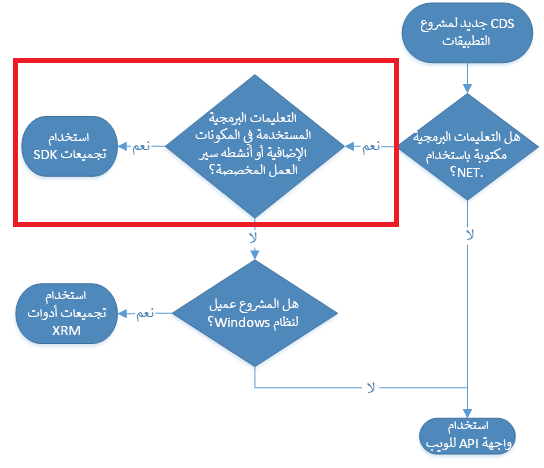 CDS جديد لمشروع
التطبيقات
هل التعليمات البرمجية
مكتوبة باستخدام
.NET؟
نعم
التعليمات البرمجية
المستخدمة في المكونات
الإضافية أو أنشطه سير
العمل المخصصة؟
نعم
استخدام
تجميعات SDK
لا
لا
هل المشروع عميل
لنظام Windows؟
نعم
استخدام
تجميعات أدوات
XRM
لا
استخدام
واجهة API للويب